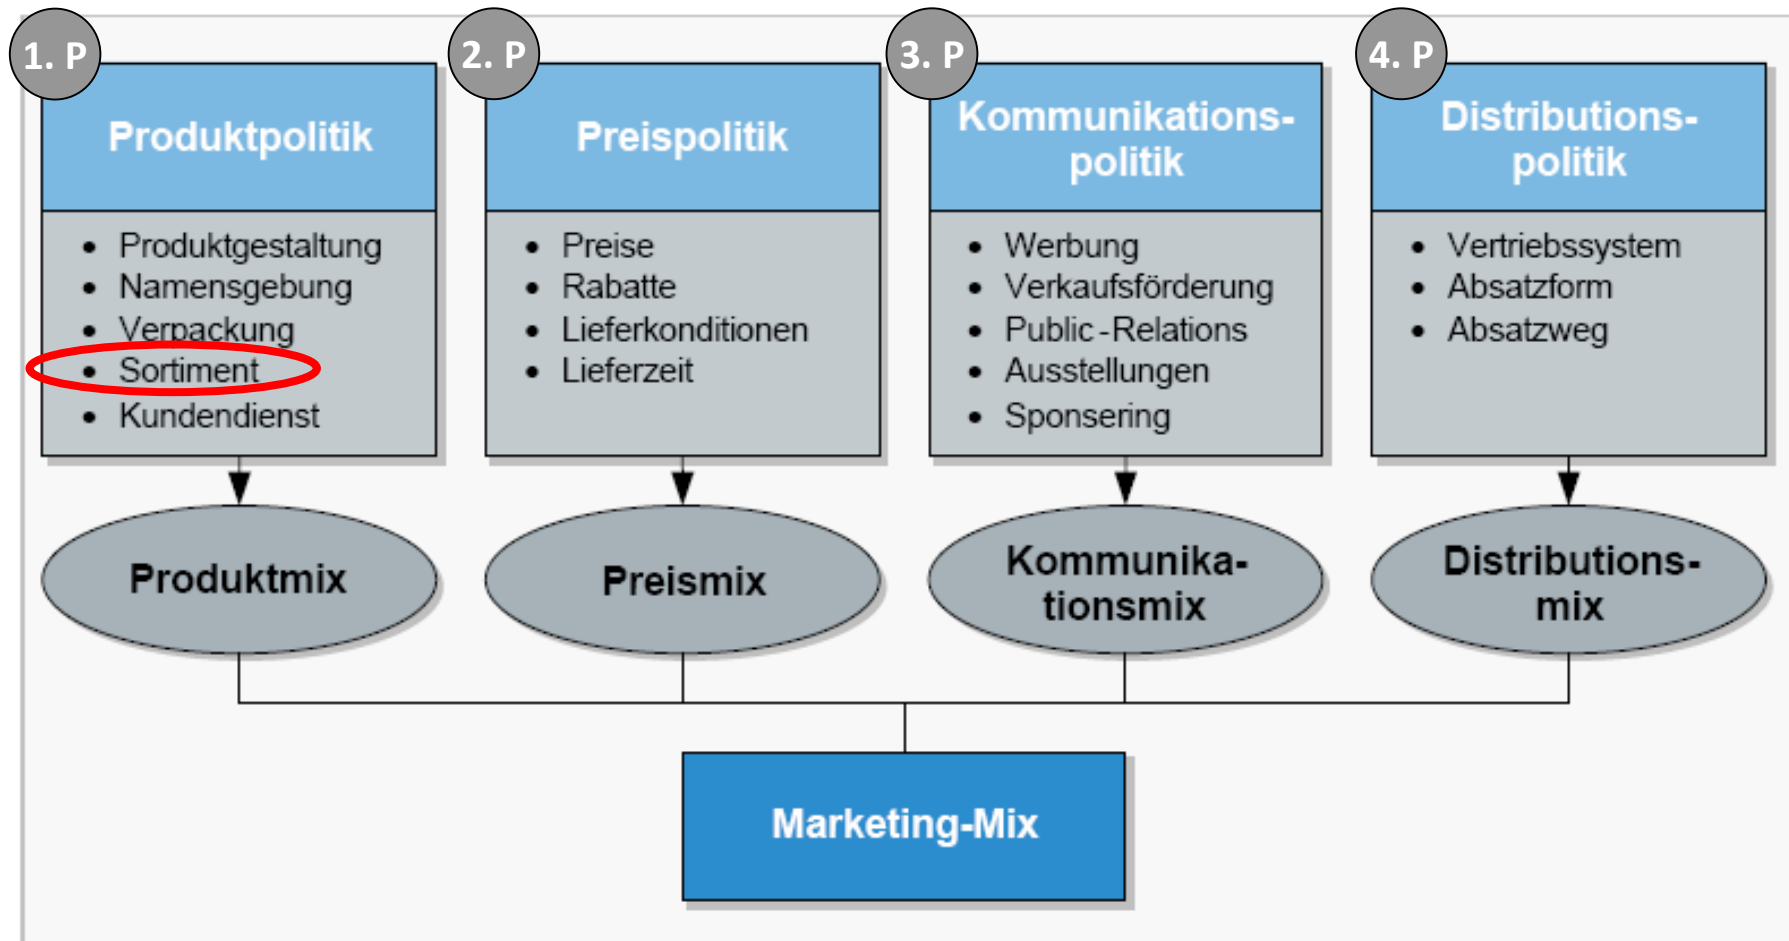 1. P
Produktpolitik
• Produktgestaltung
• Namensgebung
• Verpackung
• Sortiment
• Kundendienst
Produktmix
2. P
Preispolitik
• Preise
• Rabatte
• Lieferkonditionen
• Lieferzeit
Preismix
3. P
Kommunikations-
politik
• Werbung
• Verkaufsförderung
• Public-Relations
• Ausstellungen
• Sponsering
Kommunika-
tionsmix
4. P
Distributions-
politik
• Vertriebssystem
• Absatzform
• Absatzweg
Distributions-
mix
Marketing-Mix